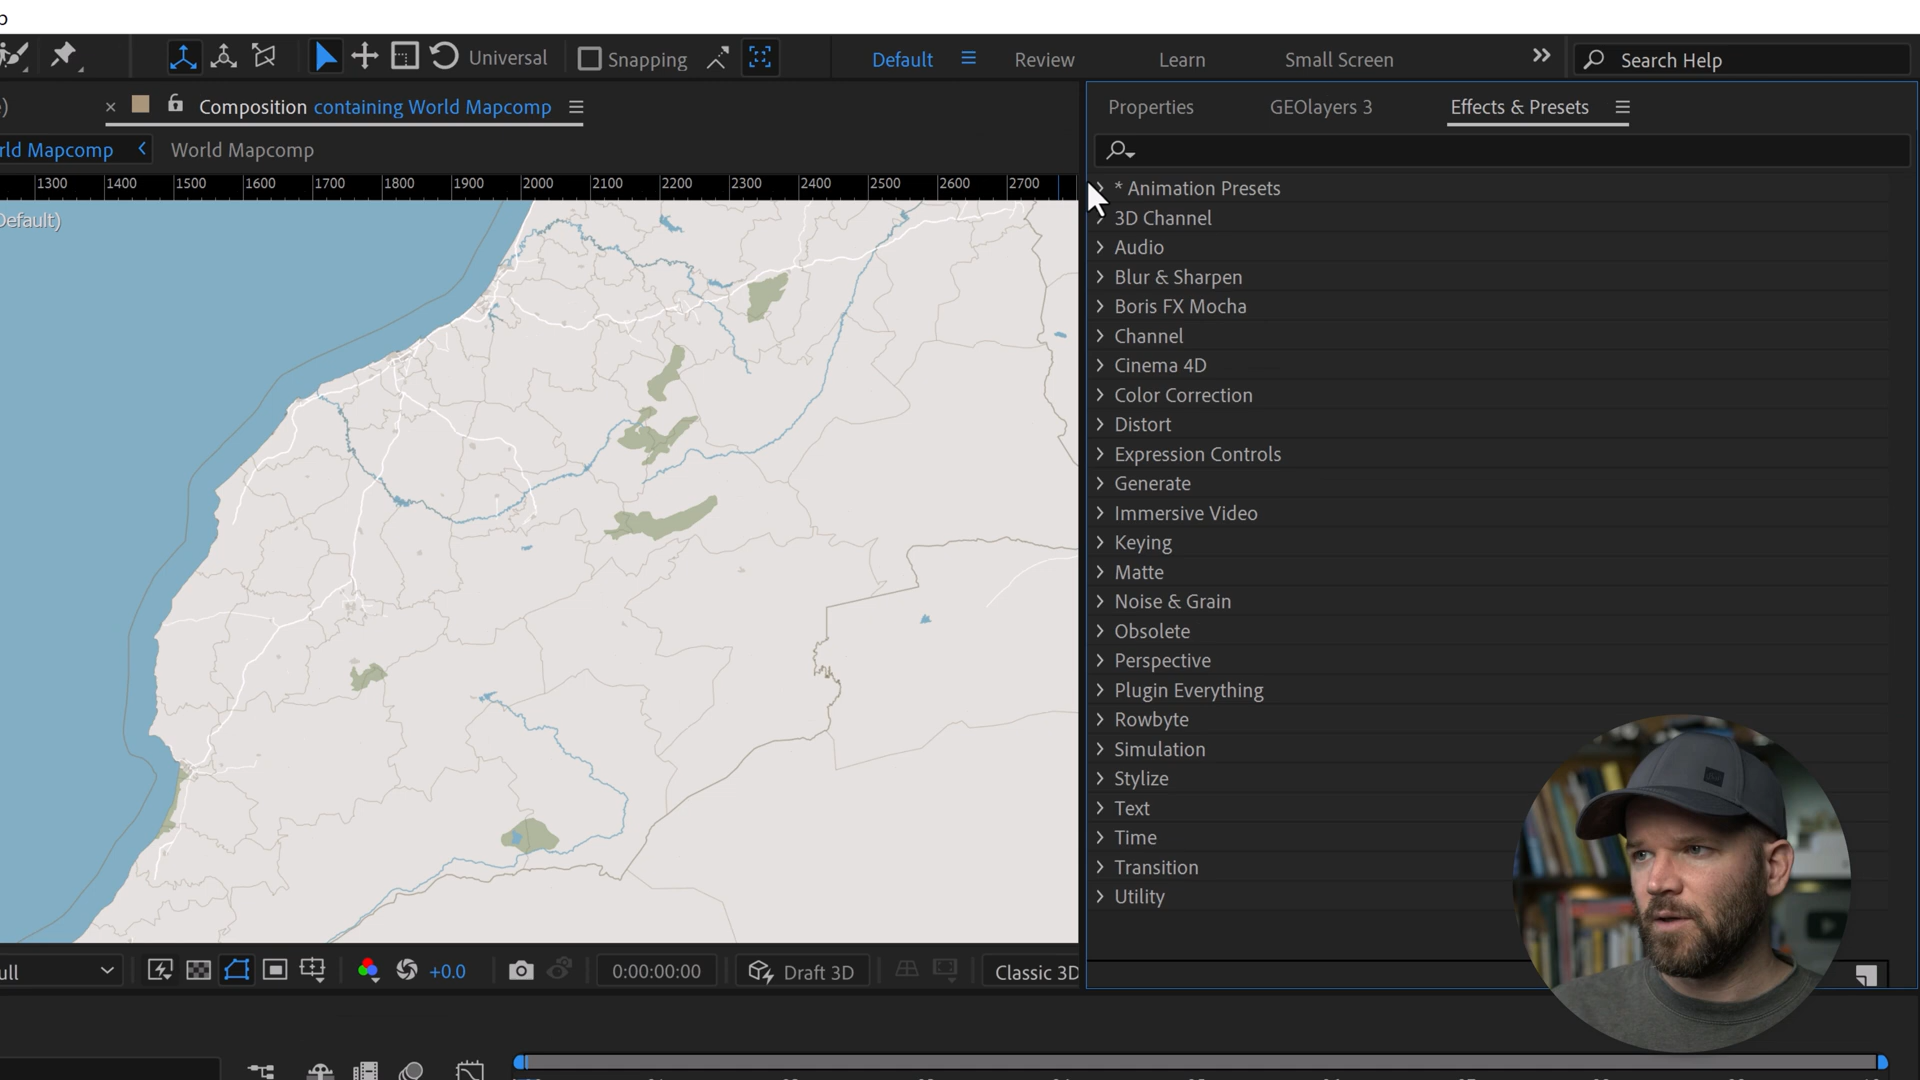 p
Universal
Snapping
Default
Review
Learn
Small Screen
Search Help
)
Composition containing World Mapcomp
Properties
GEOlayers 3
Effects & Presets
rld Mapcomp
World Mapcomp
1300 1400 1500 1600 1700 1800 1900 2000 2100 2200 2300 2400 2500 2600 2700
Default)
* Animation Presets
3D Channel
Audio
Blur & Sharpen
Boris FX Mocha
Channel
Cinema 4D
Color Correction
Distort
Expression Controls
Generate
Immersive Video
Keying
Matte
Noise & Grain
Obsolete
Perspective
Plugin Everything
Rowbyte
Simulation
Stylize
Text
Time
Transition
Utility
ull
+0.0
0:00:00:00
Draft 3D
Classic 3D